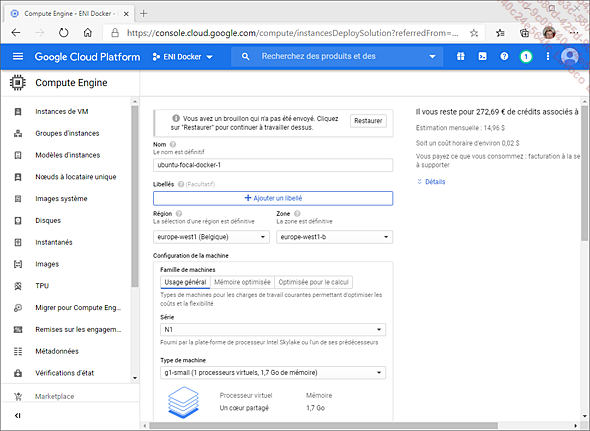 Compute Engine - ENI Docker -
https://console.cloud.google.com/compute/instancesDeploySolution?referredFrom=...
Google Cloud Platform
ENI Docker
Recherchez des produits et des
1
Compute Engine
Instances de VM
Groupes d'instances
Modèles d'instances
Nœuds à locataire unique
Images système
Disques
Instantanés
Images
TPU
Migrer pour Compute Eng...
Remises sur les engagem...
Métadonnées
Vérifications d'état
Marketplace
Vous avez un brouillon qui n'a pas été envoyé. Cliquez
sur "Restaurer" pour continuer à travailler dessus.
Restaurer
Nom
Le nom est définitif
ubuntu-focal-docker-1
Libellés (Facultatif)
Ajouter un libellé
Région
La sélection d'une région est définitive
europe-west1 (Belgique)
Zone
La zone est définitive
europe-west1-b
Configuration de la machine
Famille de machines
Usage général
Mémoire optimisée
Optimisée pour le calcul
Types de machines pour les charges de travail courantes permettant d'optimiser les
coûts et la flexibilité
Série
N1
Fourni par la plate-forme de processeur Intel Skylake ou l'un de ses prédécesseurs
Type de machine
g1-small (1 processeurs virtuels, 1,7 Go de mémoire)
Processeur virtuel
Mémoire
Un cœur partagé
1,7 Go
Il vous reste pour 272,69 € de crédits associés à
Estimation mensuelle : 14,96 $
Soit un coût horaire d'environ 0,02 $
Vous payez ce que vous consommez : facturation à la se
à supporter
Détails